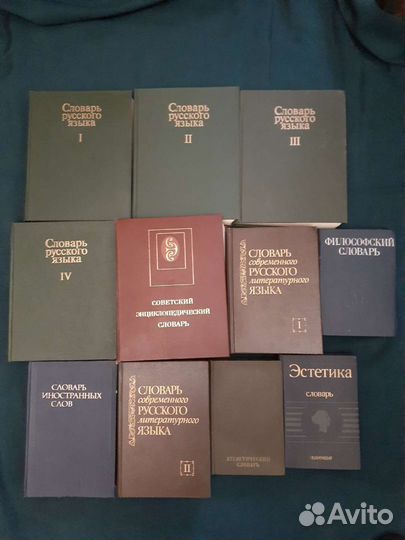 Словарь
русского
языка
I
Словарь
русского
языка
II
Словарь
русского
языка
III
Словарь
русского
языка
IV
СОВЕТСКИЙ
ЭНЦИКЛОПЕДИЧЕСКИЙ
СЛОВАРЬ
СЛОВАРЬ
современного
РУССКОГО
литературного
ЯЗЫКА
I
ФИЛОСОФСКИЙ
СЛОВАРЬ
СЛОВАРЬ
ИНОСТРАННЫХ
СЛОВ
СЛОВАРЬ
современного
РУССКОГО
литературного
ЯЗЫКА
II
СЛОВАРЬ
Эстетика
словарь
Avito